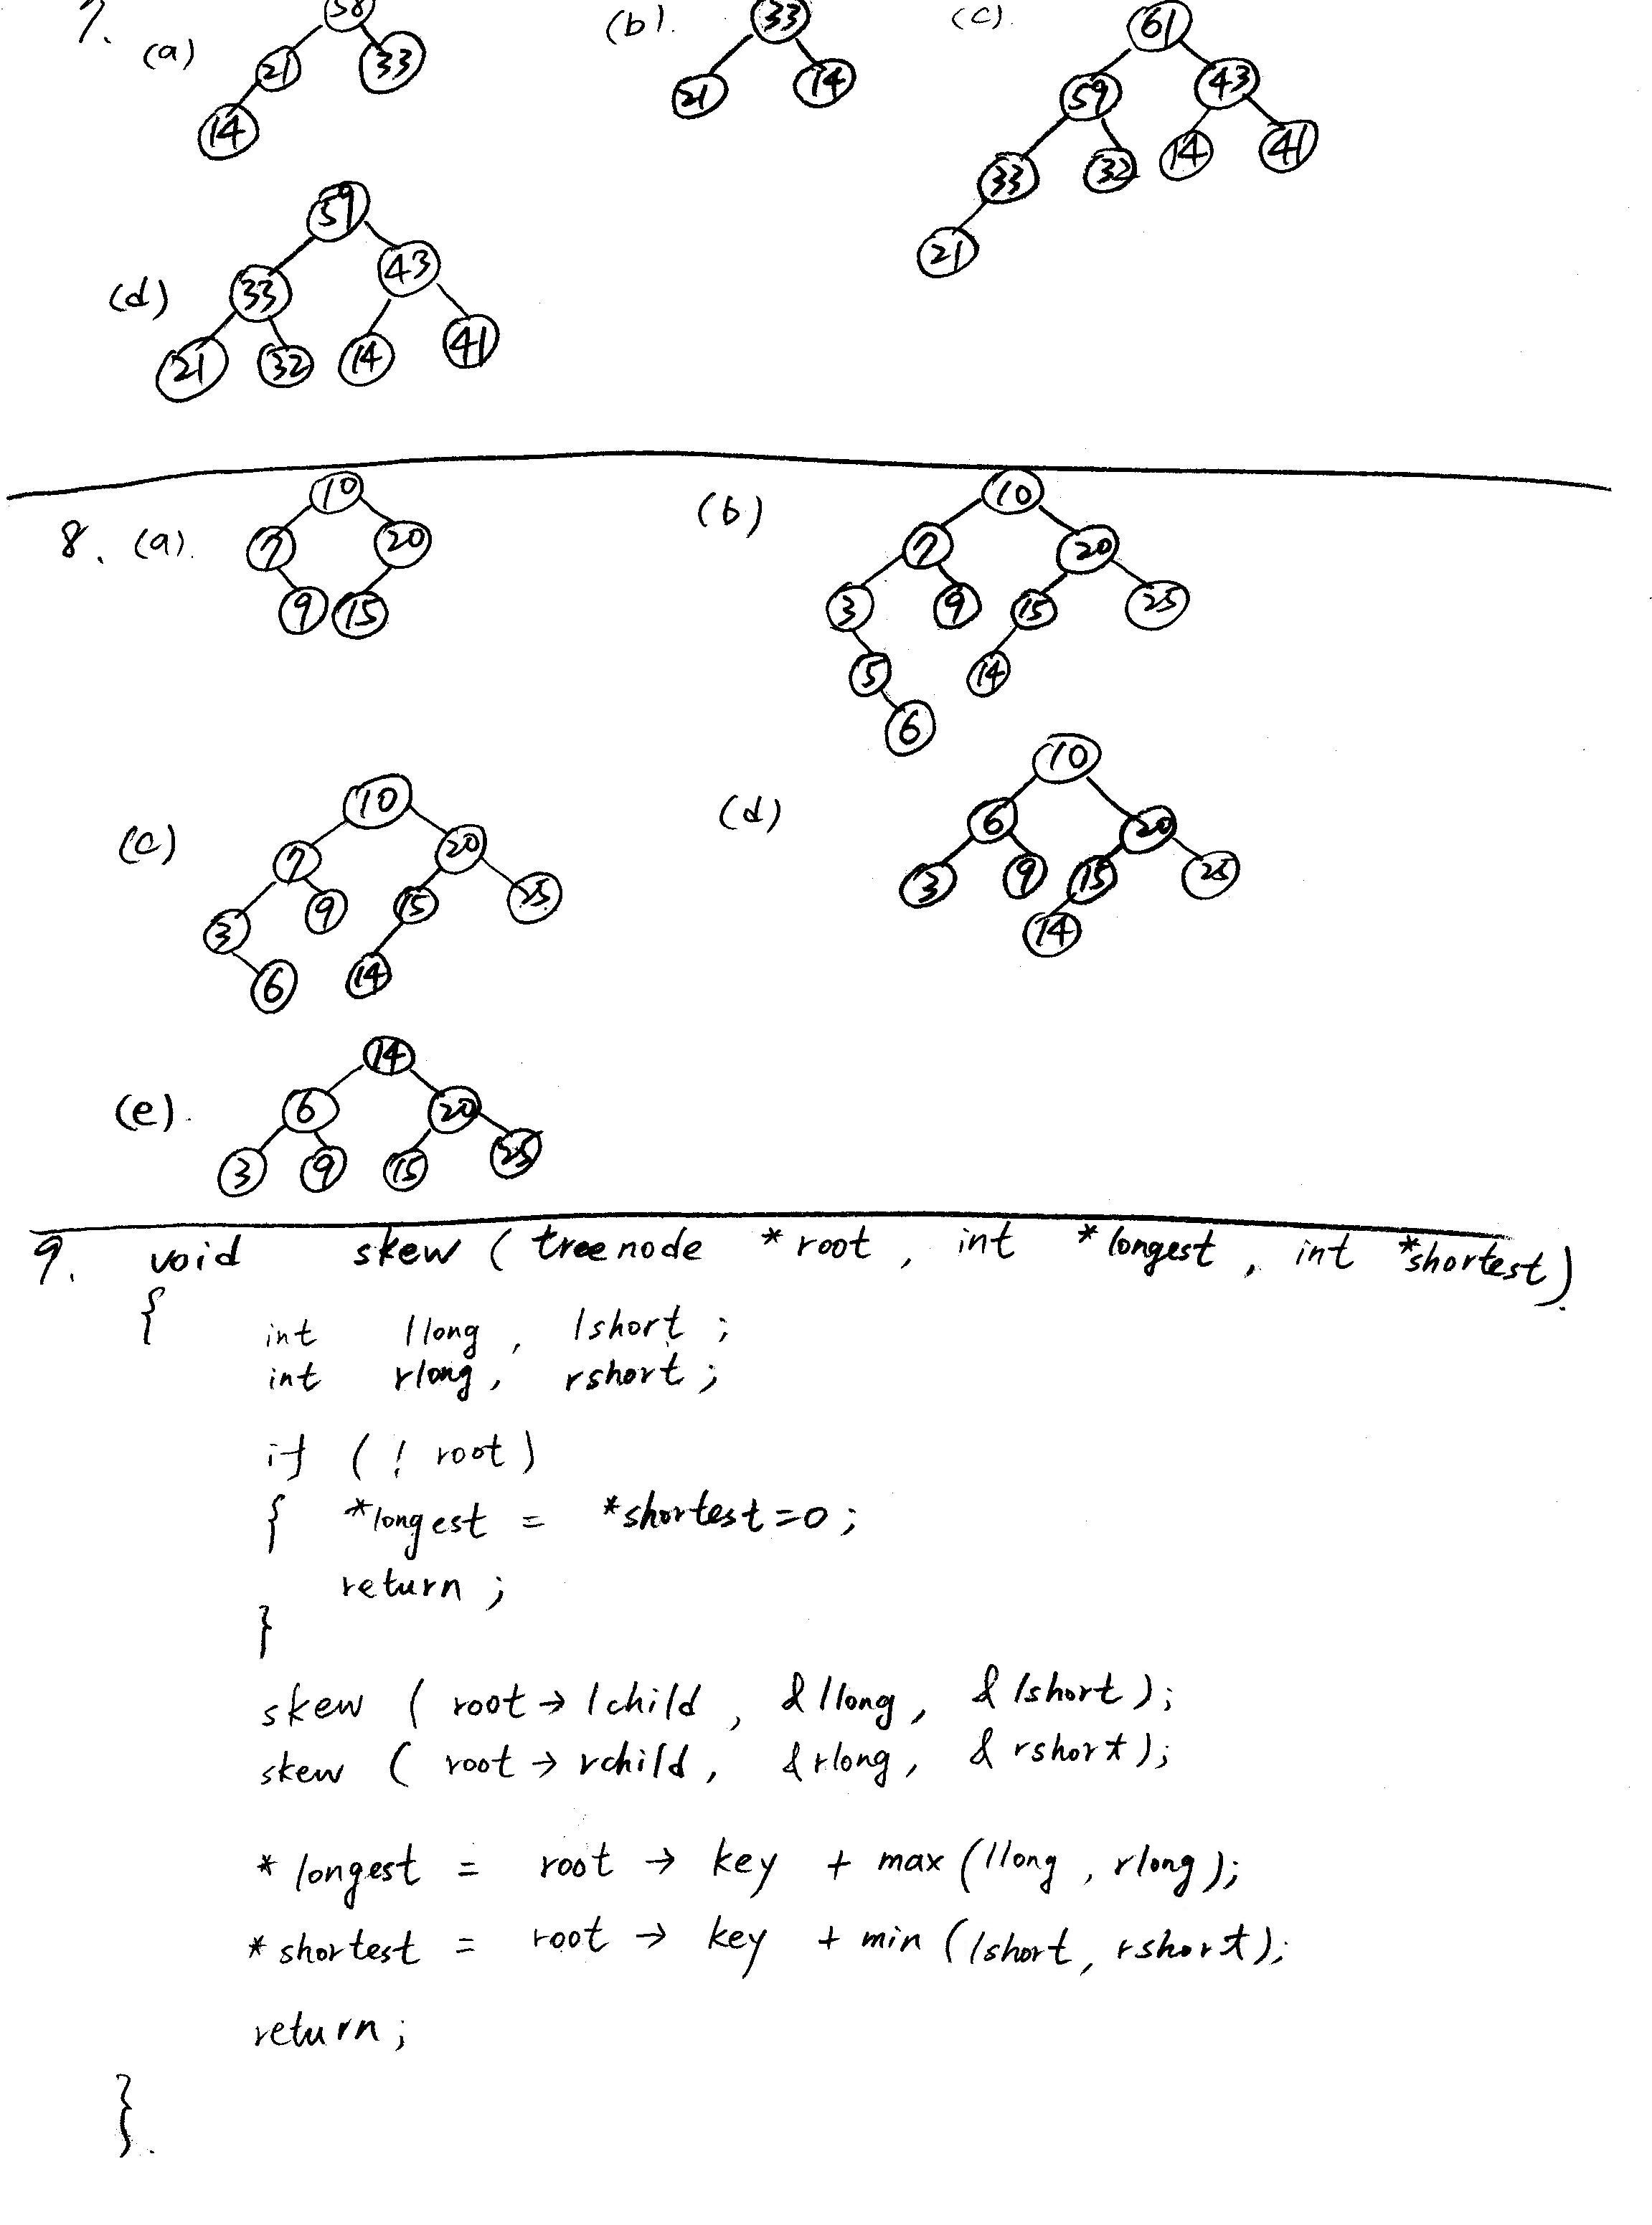 7. (a) 58 21 33 14
(b). 33 21 14
(c). 61 59 43 33 32 14 41 21
(d) 59 33 43 21 32 14 41
8. (a). 10 7 20 9 15
(b) 10 7 20 3 9 15 25 5 14 6
(c) 10 7 20 3 9 15 25 6 14
(d) 10 6 20 3 9 15 25 14
(e). 14 6 20 3 9 15 25
9. void skew (treenode *root, int *longest, int *shortest)
{
int llong, lshort;
int rlong, rshort;
if (! root)
{ *longest = *shortest=0;
return;
}
skew (root→lchild, &llong, &lshort);
skew (root→rchild, &rlong, &rshort);
*longest = root → key + max(llong, rlong);
*shortest = root → key + min(lshort, rshort);
return;
}.